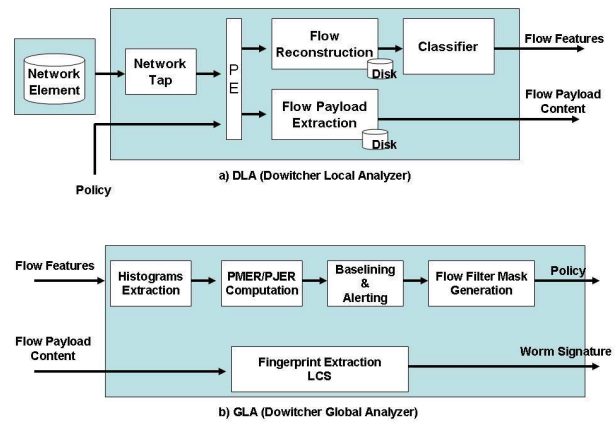 Network
Element
Network
Tap
P
E
Flow
Reconstruction
Disk
Classifier
Flow Features
Flow Payload
Extraction
Disk
Flow Payload
Content
Policy
a) DLA (Dowitcher Local Analyzer)
Flow Features
Histograms
Extraction
PMER/PJER
Computation
Baselining
&
Alerting
Flow Filter Mask
Generation
Policy
Flow Payload
Content
Fingerprint Extraction
LCS
Worm Signature
b) GLA (Dowitcher Global Analyzer)